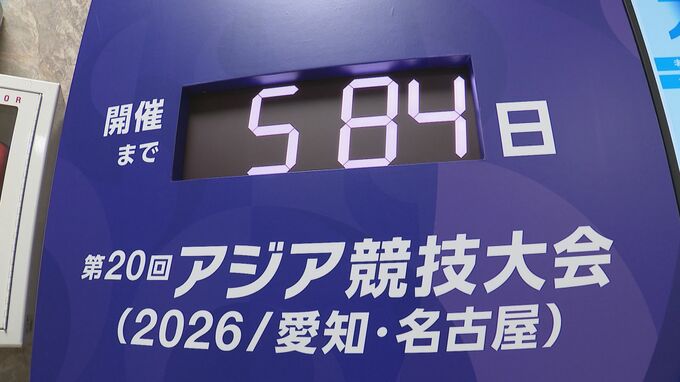 開催
まで
584日
第20回アジア競技大会
(2026/愛知・名古屋)